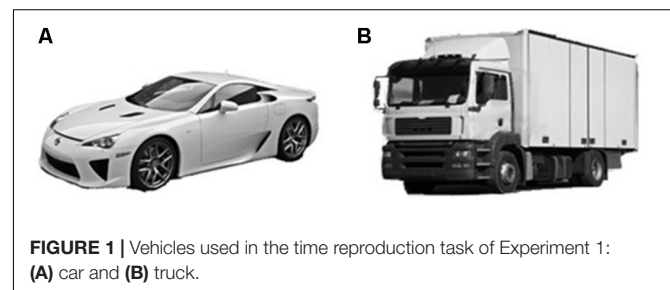 A
B
FIGURE 1 | Vehicles used in the time reproduction task of Experiment 1:
(A) car and (B) truck.